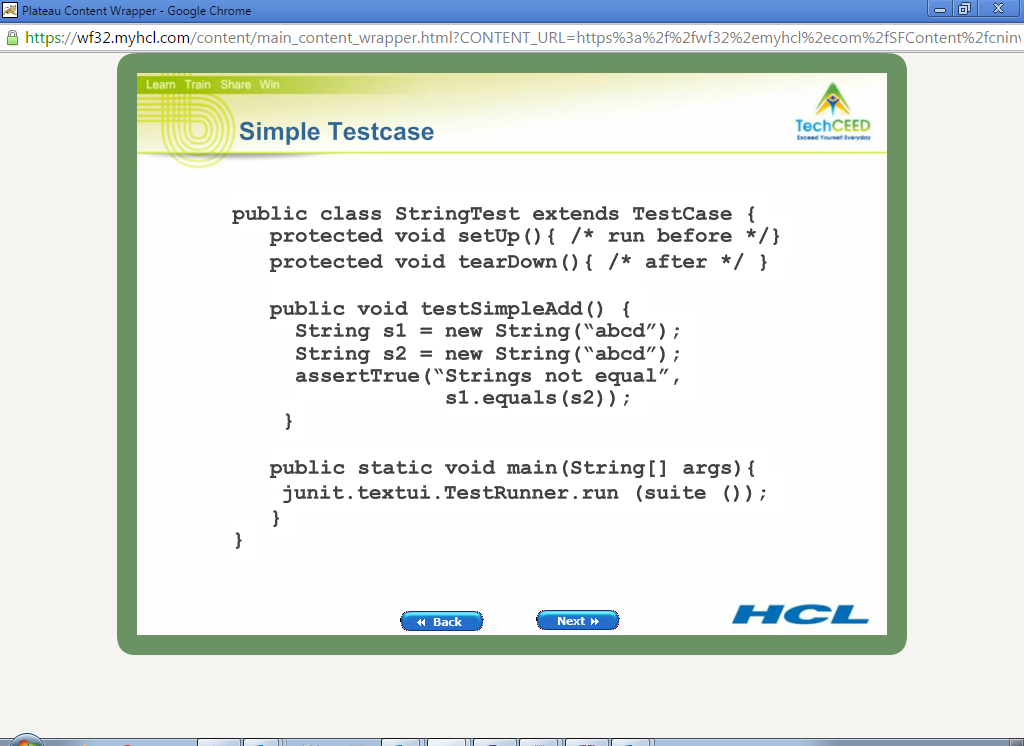 Plateau Content Wrapper - Google Chrome
https://wf32.myhcl.com/content/main_content_wrapper.html?CONTENT_URL=https%3a%2f%2fwf32%2emyhcl%2ecom%2fSFContent%2fcninv
Learn Train Share Win
TechCEED
Exceed Yourself Everyday
Simple Testcase
public class StringTest extends TestCase {
protected void setUp(){ /* run before */}
protected void tearDown(){ /* after */ }
public void testSimpleAdd() {
String s1 = new String(“abcd”);
String s2 = new String(“abcd”);
assertTrue(“Strings not equal”,
s1.equals(s2));
}
public static void main(String[] args){
junit.textui.TestRunner.run (suite ());
}
}
Back
Next
HCL